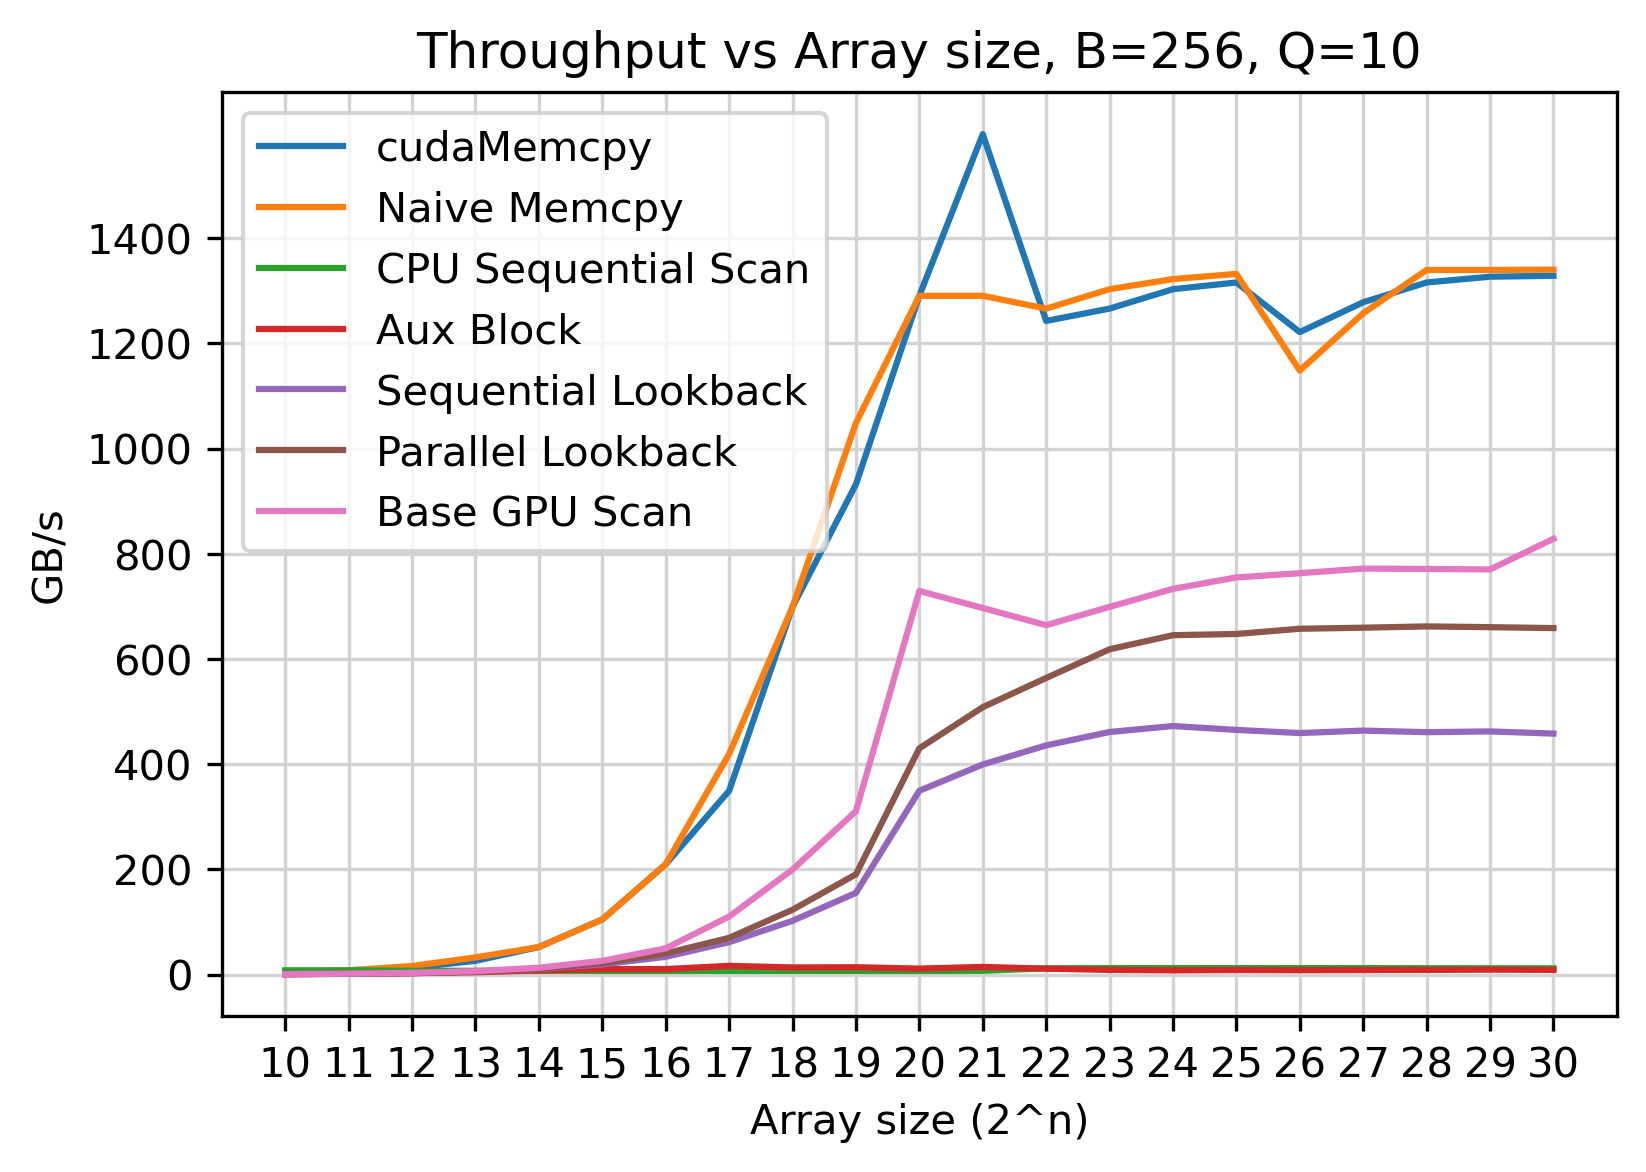 Throughput vs Array size, B=256, Q=10
cudaMemcpy
Naive Memcpy
CPU Sequential Scan
Aux Block
Sequential Lookback
Parallel Lookback
Base GPU Scan
GB/s
1400
1200
1000
800
600
400
200
0
10 11 12 13 14 15 16 17 18 19 20 21 22 23 24 25 26 27 28 29 30
Array size (2^n)